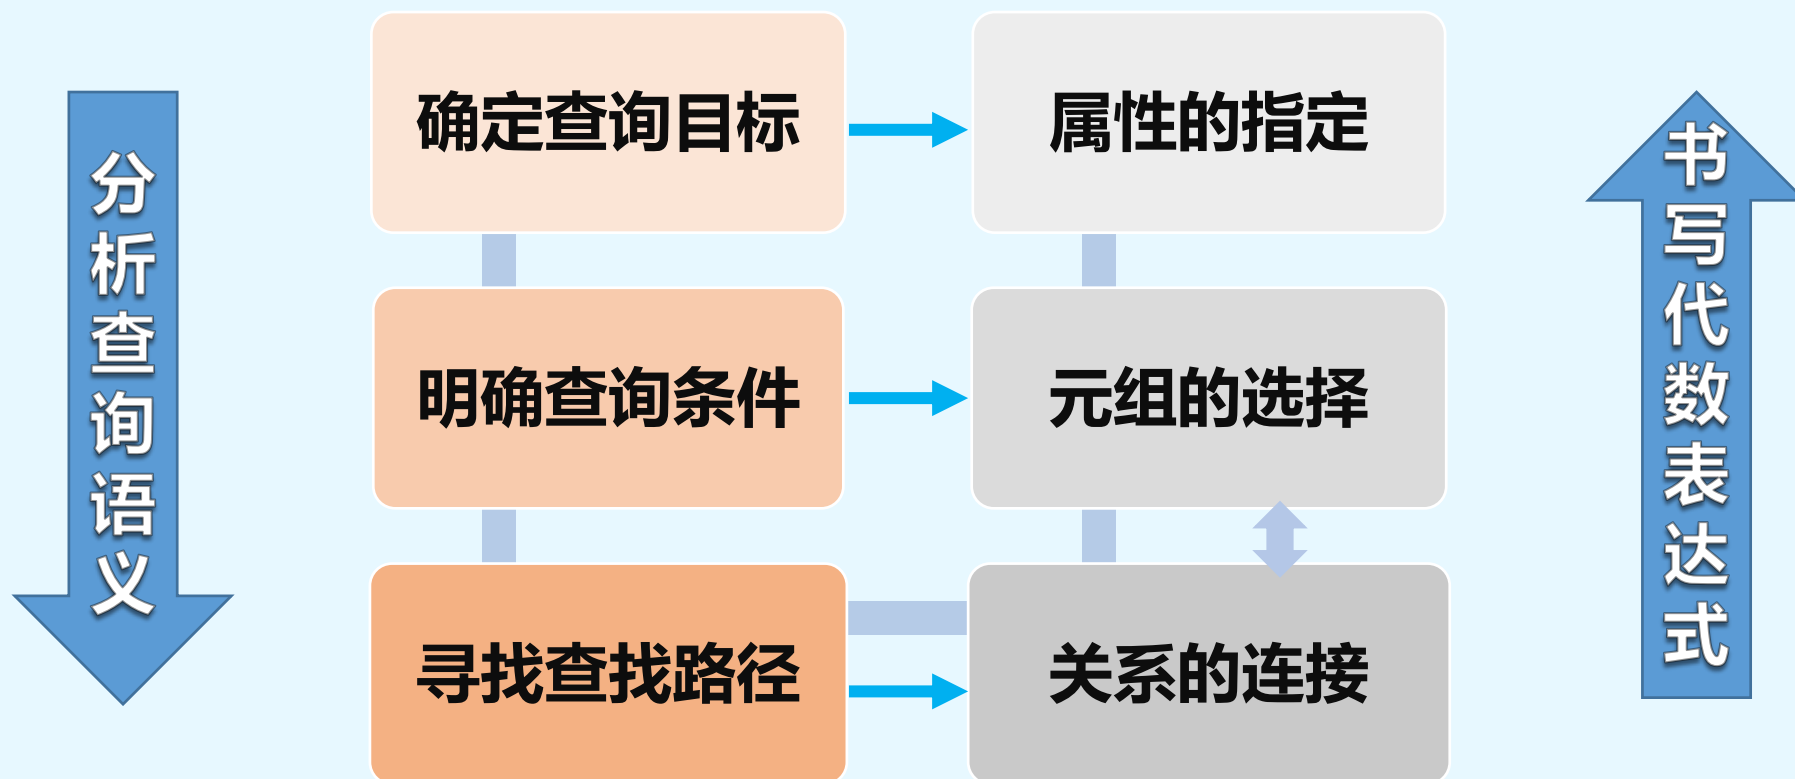 分析查询语义
确定查询目标
属性的指定
明确查询条件
元组的选择
寻找查找路径
关系的连接
书写代数表达式